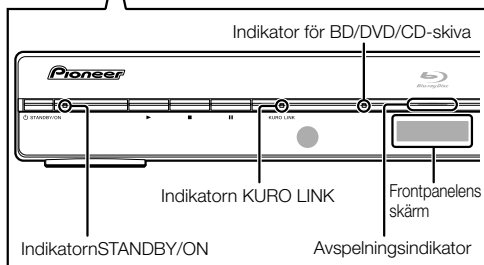 Indikator för BD/DVD/CD-skiva
Pioneer
Blu-ray Disc
STANDBY/ON
KURO LINK
Indikatorn KURO LINK
Frontpanelens
skärm
IndikatornSTANDBY/ON
Avspelningsindikator